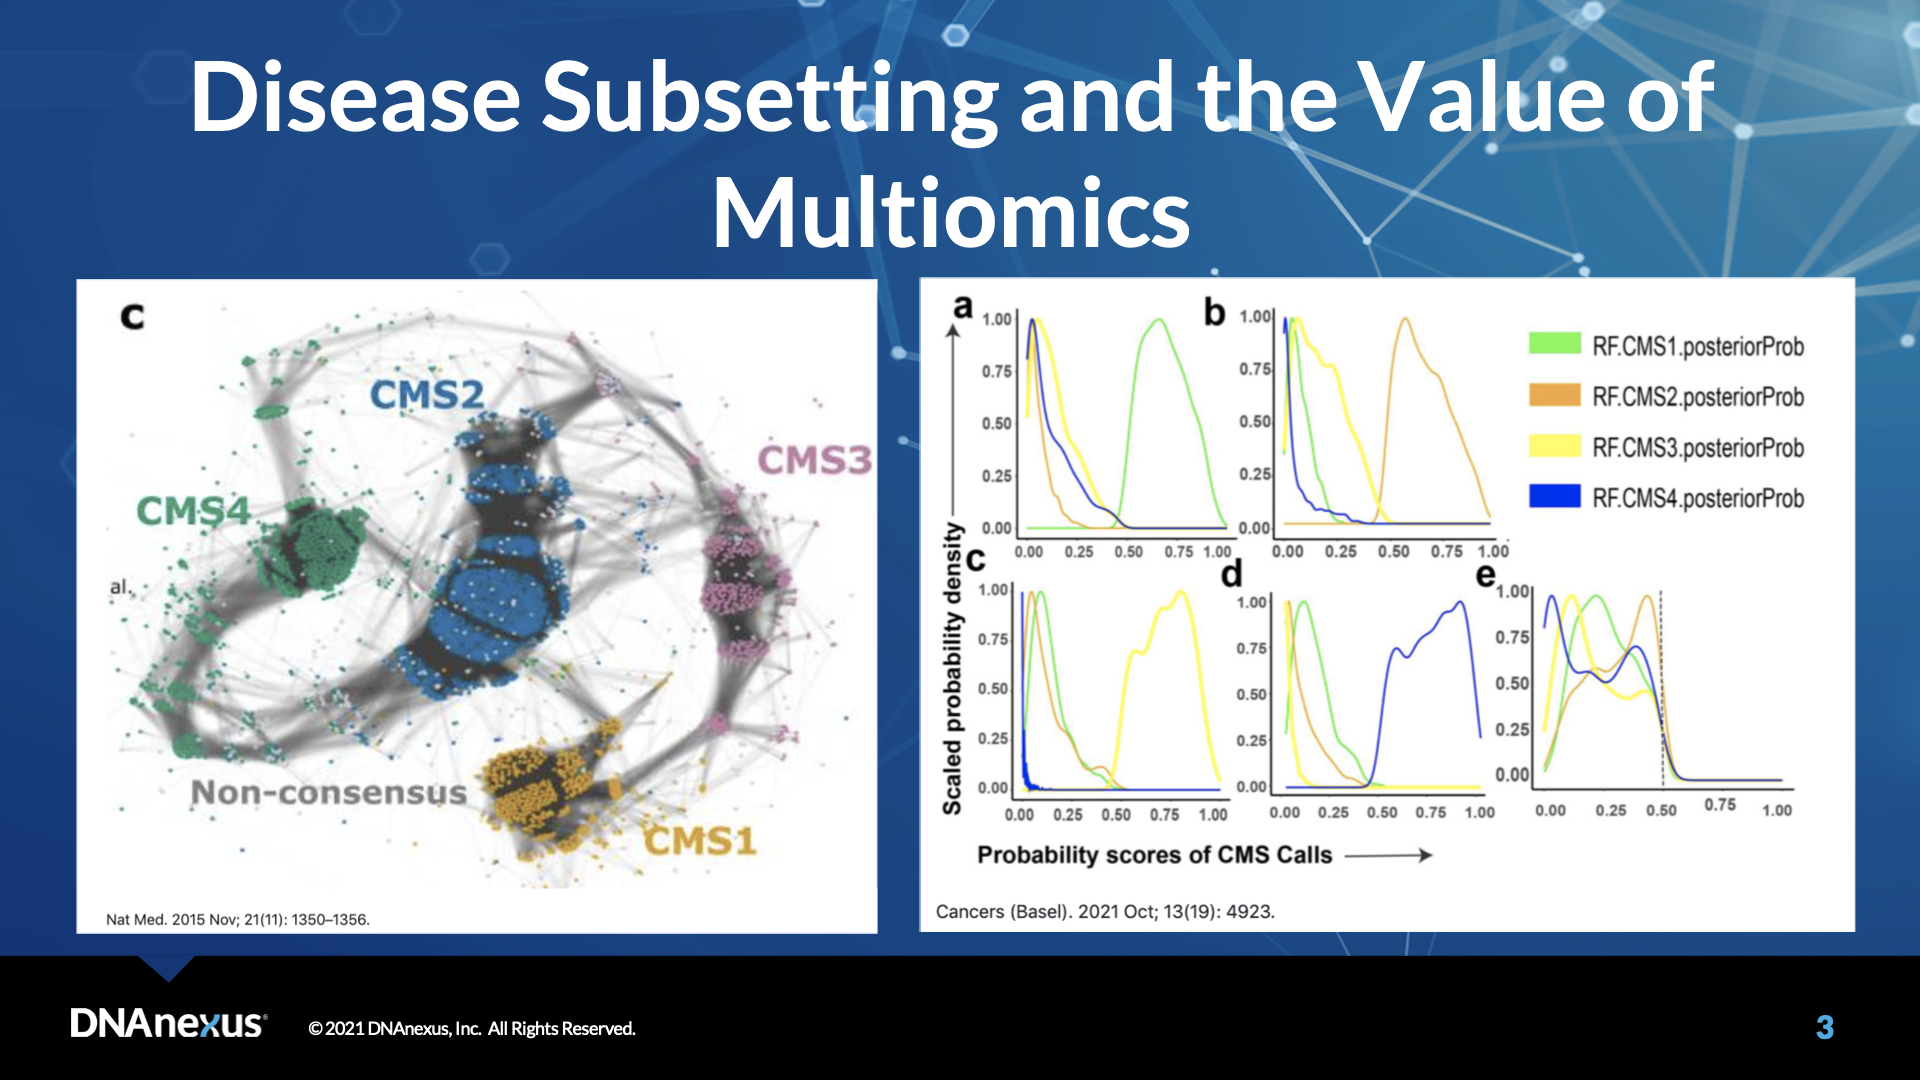 Disease Subsetting and the Value of
Multiomics
c
CMS2
CMS3
CMS4
al.
Non-consensus
CMS1
Nat Med. 2015 Nov; 21(11): 1350–1356.
a
1.00
0.75
0.50
0.25
0.00
0.00 0.25 0.50 0.75 1.00
b
1.00
0.75
0.50
0.25
0.00
0.00 0.25 0.50 0.75 1.00
RF.CMS1.posteriorProb
RF.CMS2.posteriorProb
RF.CMS3.posteriorProb
RF.CMS4.posteriorProb
Scaled probability density
c
1.00
0.75
0.50
0.25
0.00
0.00 0.25 0.50 0.75 1.00
d
1.00
0.75
0.50
0.25
0.00
0.00 0.25 0.50 0.75 1.00
e
1.00
0.75
0.50
0.25
0.00
0.00 0.25 0.50 0.75 1.00
Probability scores of CMS Calls
Cancers (Basel). 2021 Oct; 13(19): 4923.
DNAnexus®
© 2021 DNAnexus, Inc. All Rights Reserved.
3